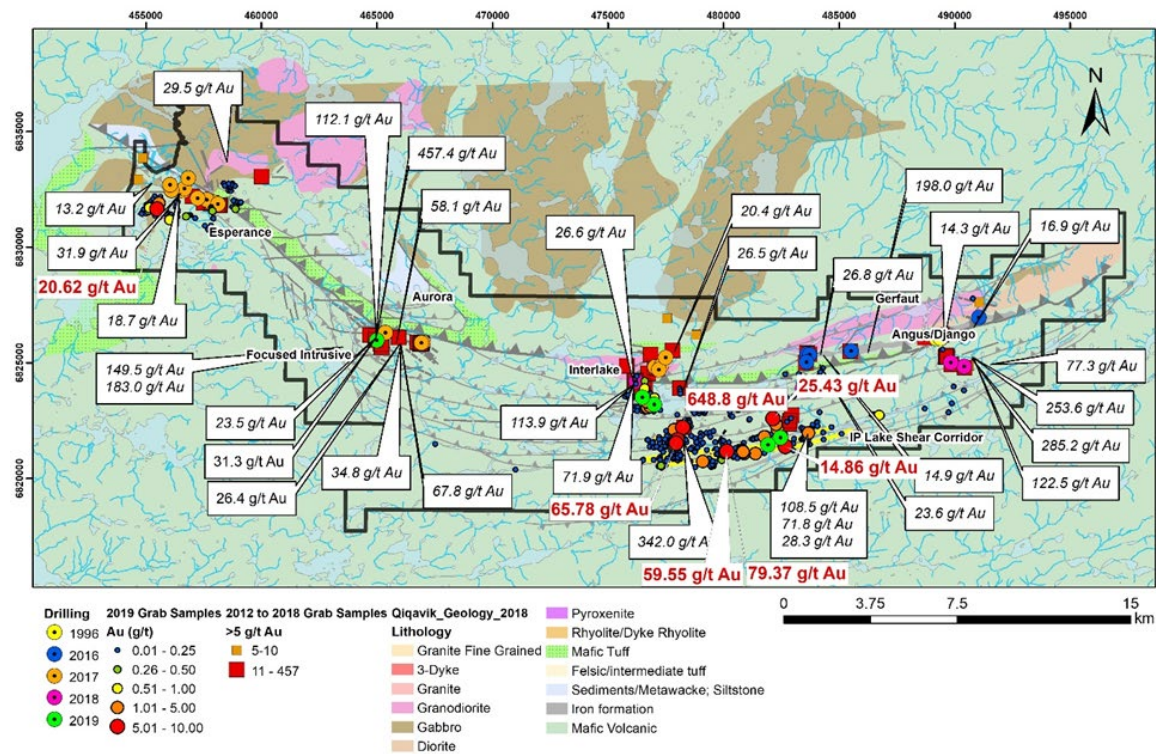 455000 460000 465000 470000 475000 480000 485000 490000 495000
6835000
6830000
6825000
6820000
N
29.5 g/t Au
112.1 g/t Au
457.4 g/t Au
58.1 g/t Au
198.0 g/t Au
20.4 g/t Au
14.3 g/t Au
16.9 g/t Au
13.2 g/t Au
Esperance
26.6 g/t Au
26.5 g/t Au
26.8 g/t Au
31.9 g/t Au
20.62 g/t Au
18.7 g/t Au
Aurora
Gerfaut
Angus/Django
Focused Intrusive
Interlake
149.5 g/t Au
183.0 g/t Au
77.3 g/t Au
25.43 g/t Au
648.8 g/t Au
253.6 g/t Au
23.5 g/t Au
113.9 g/t Au
IP Lake Shear Corridor
285.2 g/t Au
31.3 g/t Au
34.8 g/t Au
71.9 g/t Au
14.86 g/t Au
14.9 g/t Au
122.5 g/t Au
26.4 g/t Au
67.8 g/t Au
65.78 g/t Au
108.5 g/t Au
71.8 g/t Au
28.3 g/t Au
23.6 g/t Au
342.0 g/t A
59.55 g/t Au
79.37 g/t Au
Drilling
1996
2016
2017
2018
2019
2019 Grab Samples
Au (g/t)
0.01 - 0.25
0.26 - 0.50
0.51 - 1.00
1.01 - 5.00
5.01 - 10.00
2012 to 2018 Grab Samples
>5 g/t Au
5-10
11 - 457
Qiqavik_Geology_2018
Lithology
Granite Fine Grained
3-Dyke
Granite
Granodiorite
Gabbro
Diorite
Pyroxenite
Rhyolite/Dyke Rhyolite
Mafic Tuff
Felsic/intermediate tuff
Sediments/Metawacke; Siltstone
Iron formation
Mafic Volcanic
0 3.75 7.5 15
km